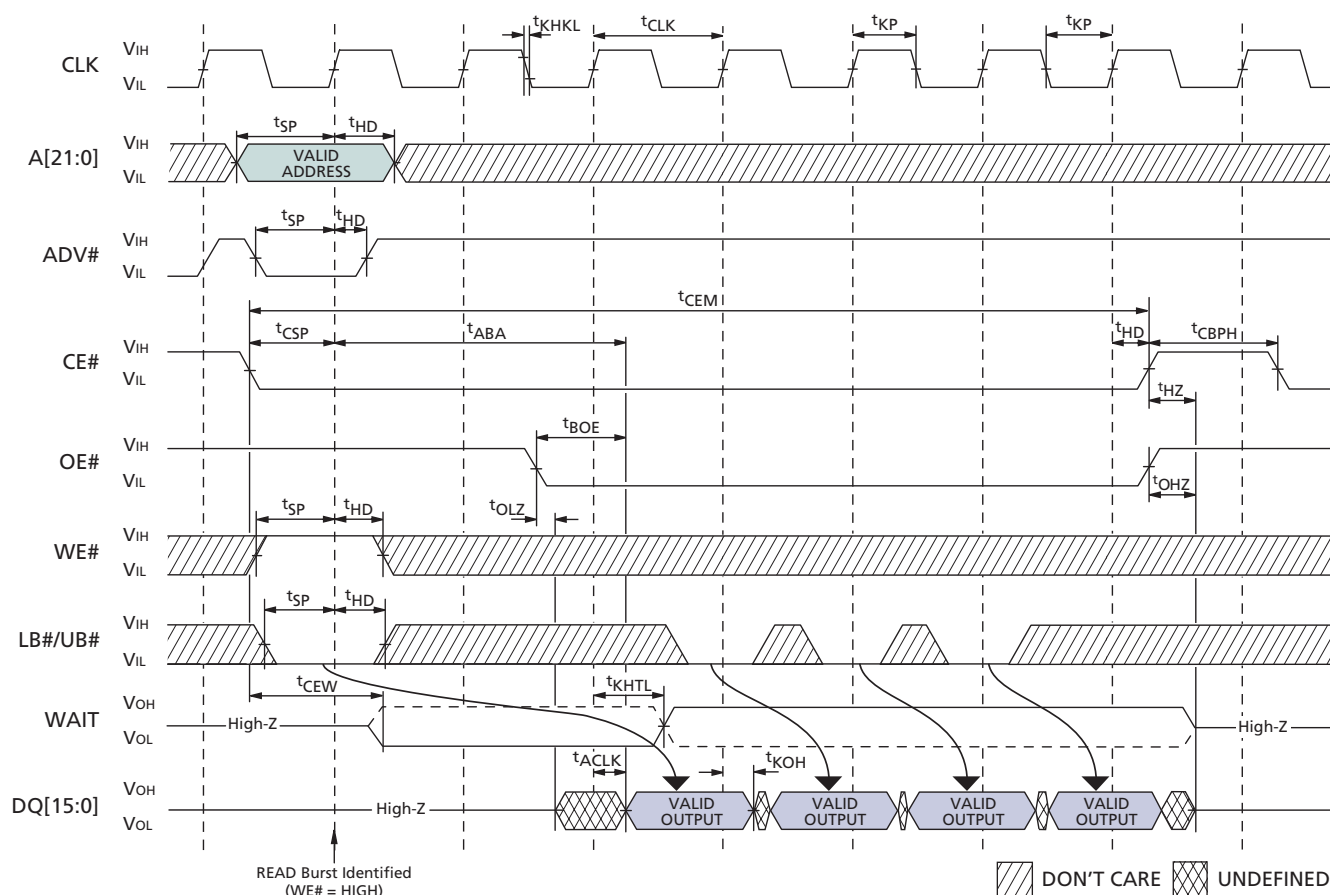 tKHKL tCLK tKP tKP
CLK VIH
VIL
tSP tHD
A[21:0] VIH
VIL
VALID
ADDRESS
tSP tHD
ADV# VIH
VIL
tCEM
tCSP tABA tHD tCBPH
CE# VIH
VIL
tHZ
tBOE
OE# VIH
VIL
tOHZ
tSP tHD tOLZ
WE# VIH
VIL
tSP tHD
LB#/UB# VIH
VIL
tCEW tKHTL
WAIT VOH
VOL
High-Z High-Z
tACLK tKOH
DQ[15:0] VOH
VOL
High-Z
VALID
OUTPUT
VALID
OUTPUT
VALID
OUTPUT
VALID
OUTPUT
READ Burst Identified
(WE# = HIGH)
DON'T CARE UNDEFINED